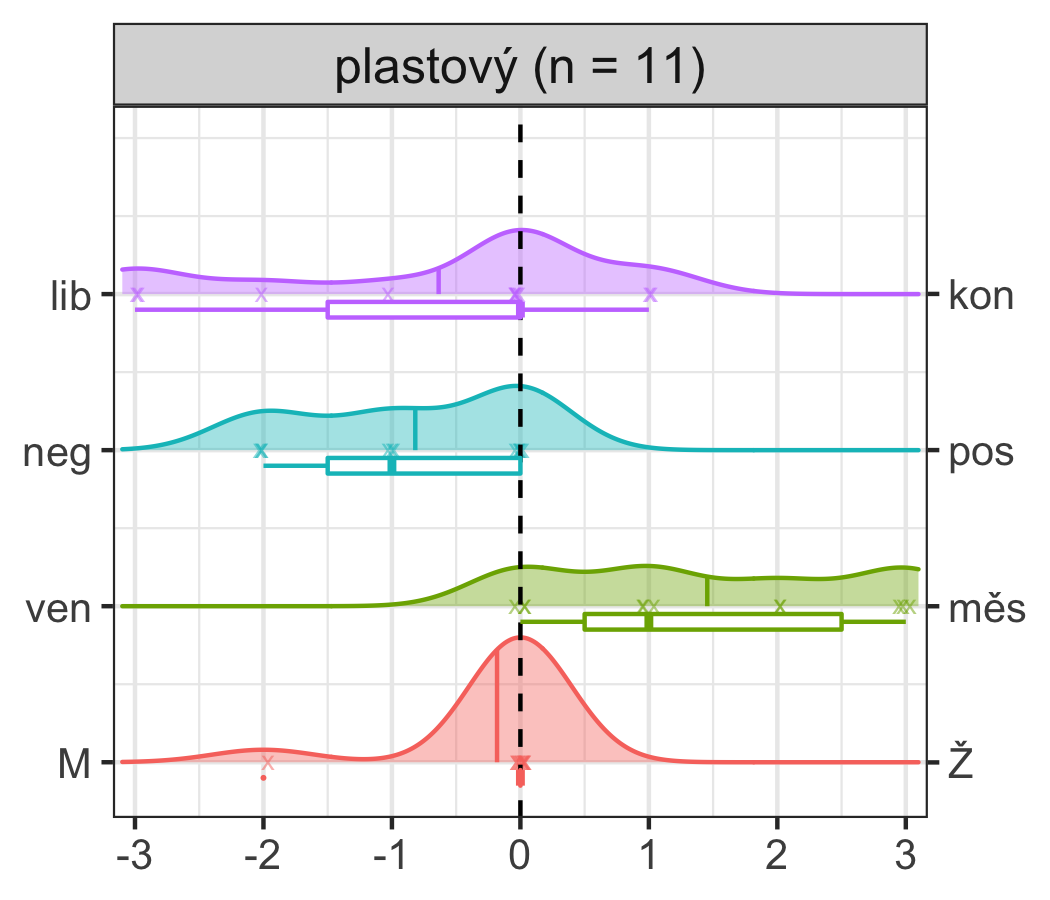 plastový (n = 11)
lib kon
neg pos
ven měs
M Ž
-3 -2 -1 0 1 2 3